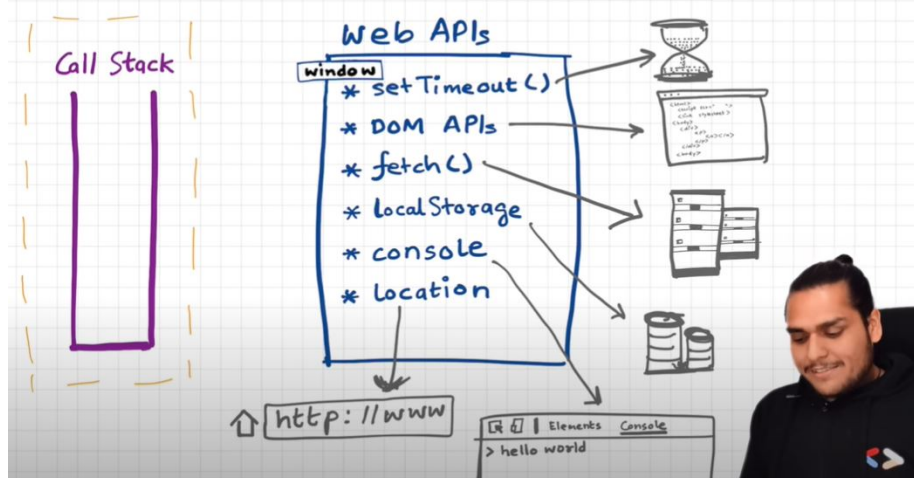 Call Stack
Web APIs
window
* setTimeout()
* DOM APIs
* fetch()
* localStorage
* console
* location
http://www
Elements Console
> hello world